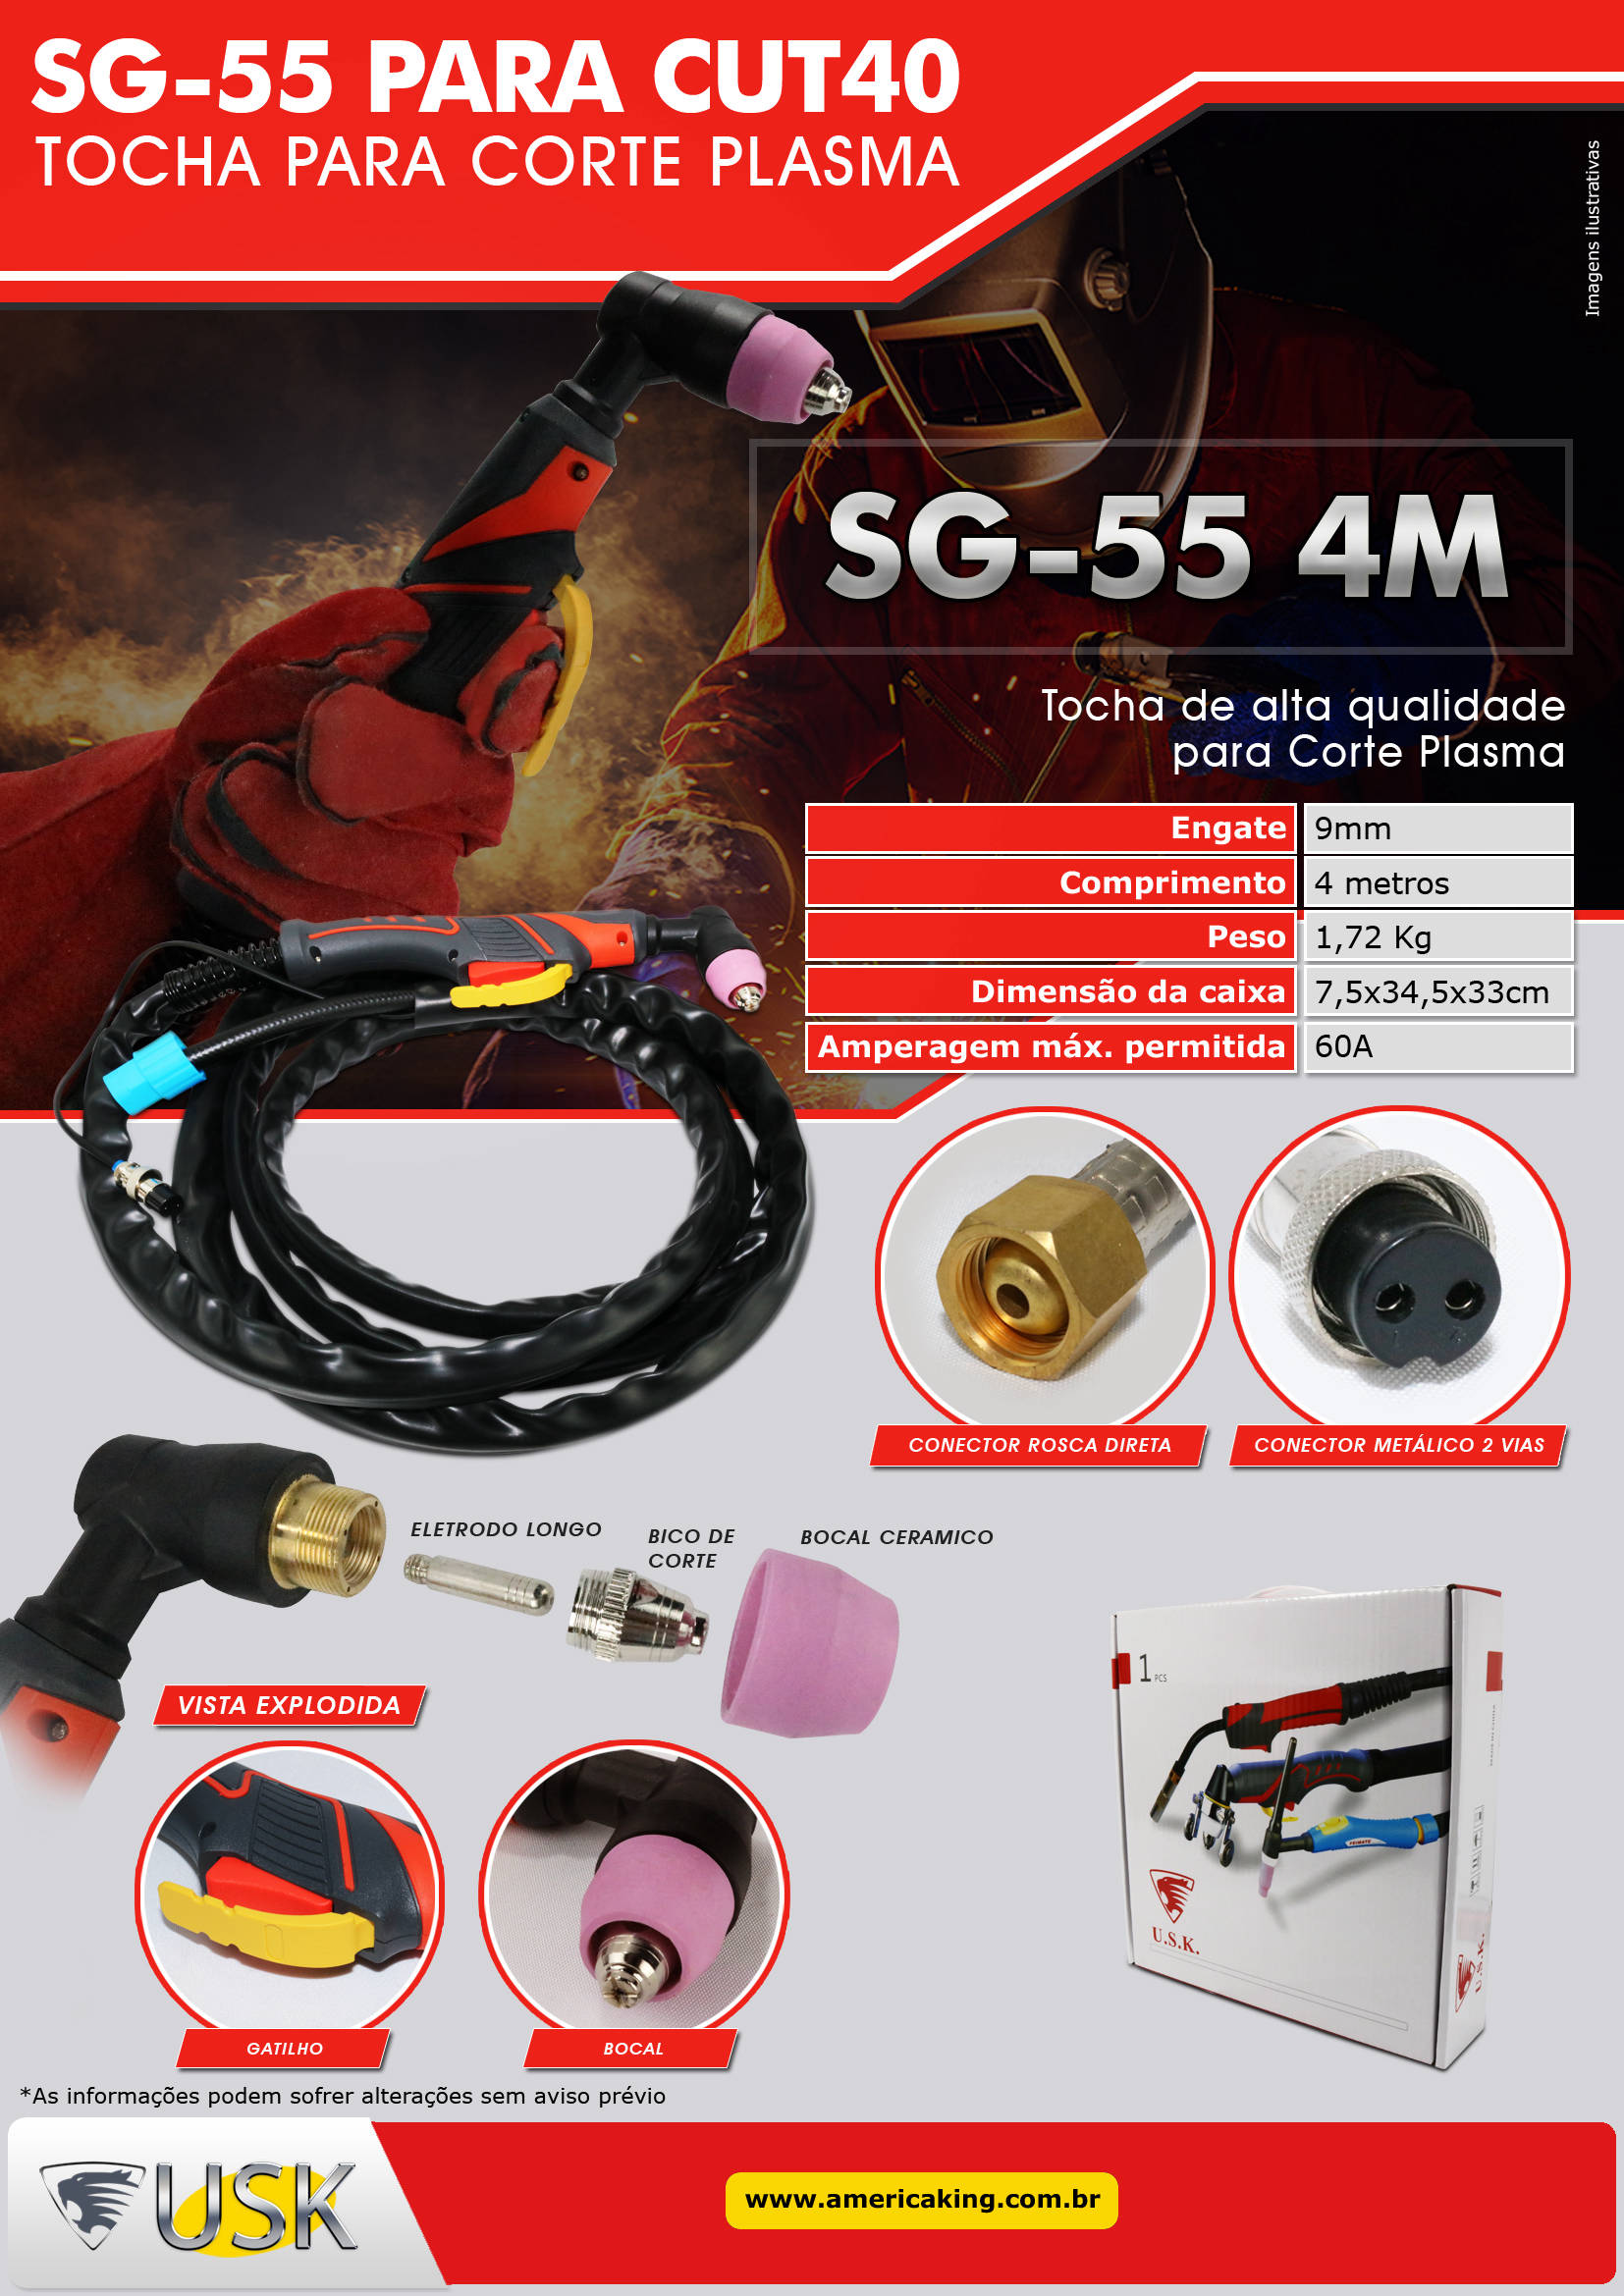 SG-55 PARA CUT40
TOCHA PARA CORTE PLASMA
Imagens ilustrativas
SG-55 4M
Tocha de alta qualidade
para Corte Plasma
Engate 9mm
Comprimento 4 metros
Peso 1,72 Kg
Dimensão da caixa 7,5x34,5x33cm
Amperagem máx. permitida 60A
CONECTOR ROSCA DIRETA
CONECTOR METÁLICO 2 VIAS
ELETRODO LONGO
BICO DE
CORTE
BOCAL CERAMICO
VISTA EXPLODIDA
1 PCS
U.S.K.
U.S.K.
GATILHO
BOCAL
*As informações podem sofrer alterações sem aviso prévio
USK
www.americaking.com.br